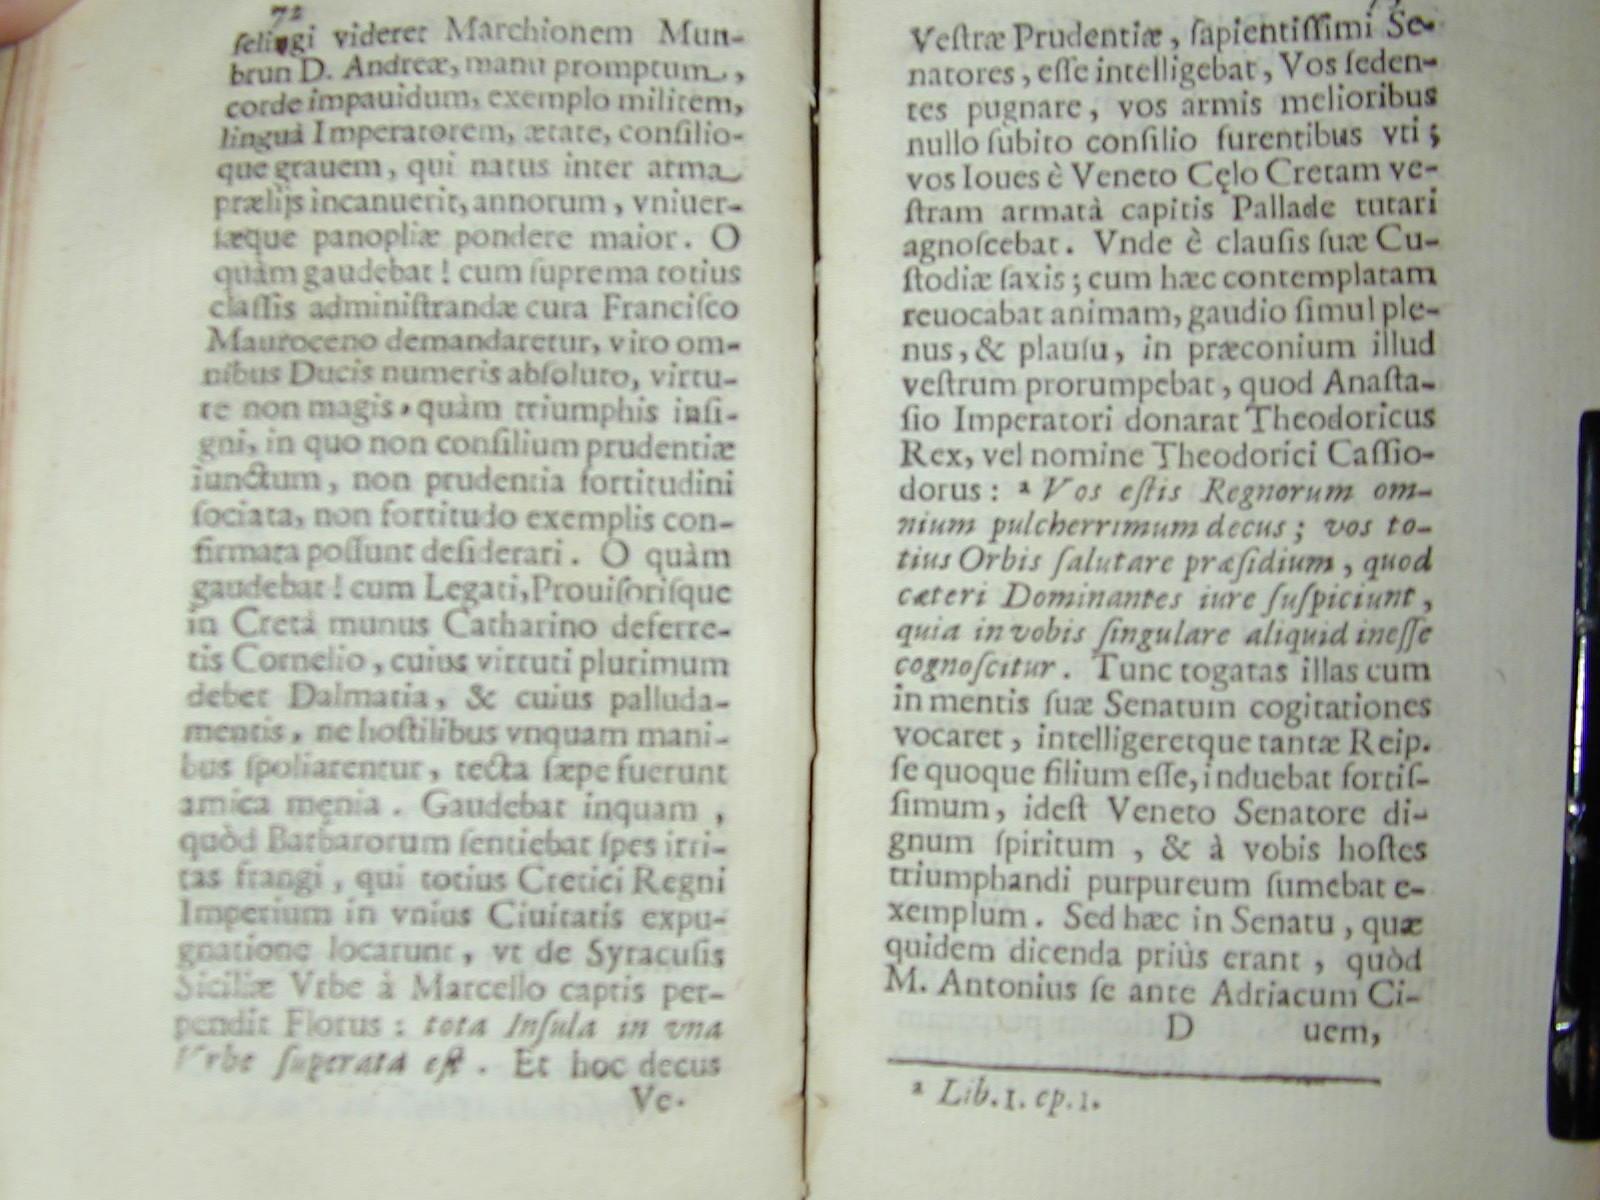 72
feligi videret Marchionem Mun-
brun D. Andreæ, manu promptum,
corde impauidum, exemplo militem,
linguâ Imperatorem, ætate, conſilio-
que grauem, qui natus inter arma
prælijs incanuerit, annorum, vniuer-
ſæque panopliæ pondere maior. O
quàm gaudebat! cum ſuprema totius
claſſis adminiſtrandæ cura Franciſco
Mauroceno demandaretur, viro om-
nibus Ducis numeris abſoluto, virtu-
te non magis, quàm triumphis inſi-
gni, in quo non conſilium prudentiæ
iunctum, non prudentia fortitudini
ſociata, non fortitudo exemplis con-
firmata poſſunt deſiderari. O quàm
gaudebat! cum Legati, Prouiſoriſque
in Cretâ munus Catharino deferre-
tis Cornelio, cuius virtuti plurimum
debet Dalmatia, & cuius palluda-
mentis, ne hoſtilibus vnquam mani-
bus ſpoliarentur, tecta ſæpe fuerunt
amica męnia. Gaudebat inquam,
quòd Barbarorum ſentiebat ſpes irri-
tas frangi, qui totius Cretici Regni
Imperium in vnius Ciuitatis expu-
gnatione locarunt, vt de Syracuſis
Siciliæ Vrbe à Marcello captis per-
pendit Florus: tota Inſula in vna
Vrbe ſuperata eſt. Et hoc decus
Ve-
Veſtræ Prudentiæ, ſapientiſſimi Se-
natores, eſſe intelligebat, Vos ſeden-
tes pugnare, vos armis melioribus
nullo ſubito conſilio furentibus vti;
vos Ioues è Veneto Cęlo Cretam ve-
ſtram armatâ capitis Pallade tutari
agnoſcebat. Vnde è clauſis ſuæ Cu-
ſtodiæ ſaxis; cum hæc contemplatam
reuocabat animam, gaudio ſimul ple-
nus, & plauſu, in præconium illud
veſtrum prorumpebat, quod Anaſta-
ſio Imperatori donarat Theodoricus
Rex, vel nomine Theodorici Caſſio-
dorus: ᵃ Vos eſtis Regnorum om-
nium pulcherrimum decus; vos to-
tius Orbis ſalutare præſidium, quod
cæteri Dominantes iure ſuſpiciunt,
quia in vobis ſingulare aliquid ineſſe
cognoſcitur. Tunc togatas illas cum
in mentis ſuæ Senatum cogitationes
vocaret, intelligeretque tantæ Reip.
ſe quoque filium eſſe, induebat fortiſ-
ſimum, ideſt Veneto Senatore di-
gnum ſpiritum, & à vobis hoſtes
triumphandi purpureum ſumebat e-
xemplum. Sed hæc in Senatu, quæ
quidem dicenda priùs erant, quòd
M. Antonius ſe ante Adriacum Ci-
D uem,
ᵃ Lib. 1. ep. 1.